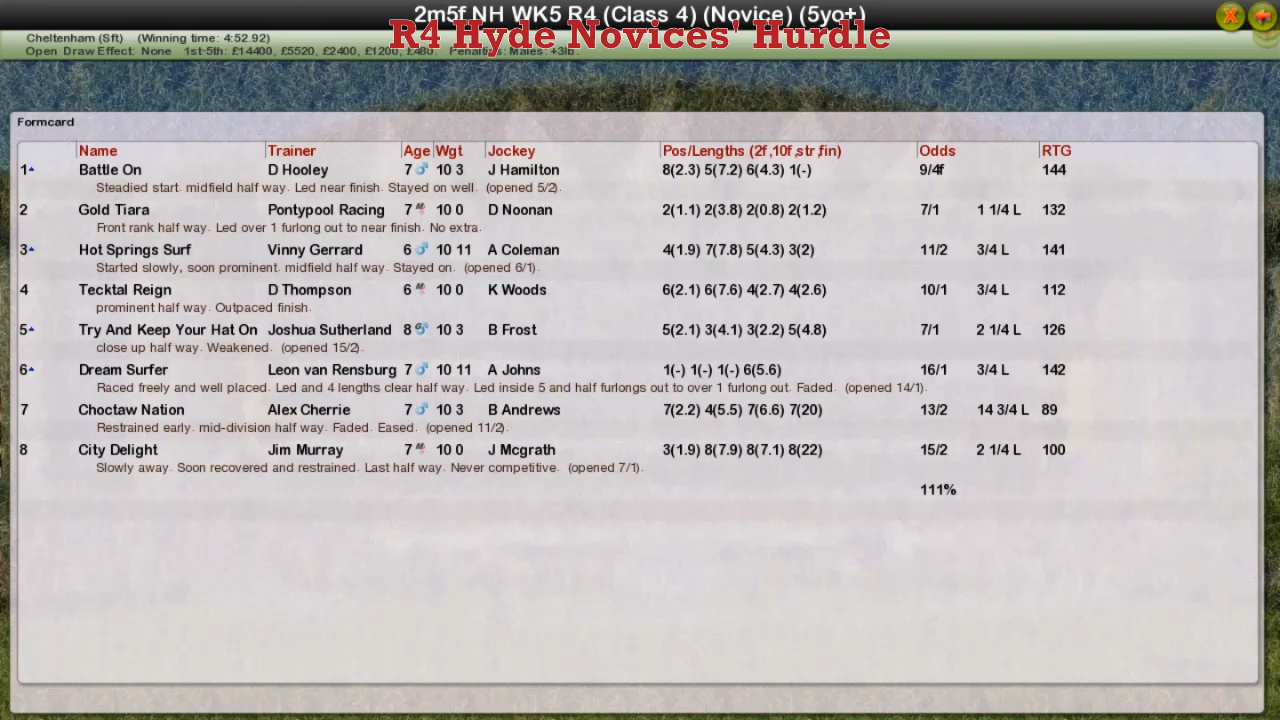 2m5f NH WK5 R4 (Class 4) (Novice) (5yo+)
R4 Hyde Novices' Hurdle
Cheltenham (Sft) (Winning time: 4:52.92)
Open Draw Effect: None 1st-5th: £14400, £5520, £2400, £1200, £480. Penalties: Males: +3lb.
Formcard
Name Trainer Age Wgt Jockey Pos/Lengths (2f,10f,str,fin) Odds RTG
1 Battle On D Hooley 7 10 3 J Hamilton 8(2.3) 5(7.2) 6(4.3) 1(-) 9/4f 144
Steadied start. midfield half way. Led near finish. Stayed on well. (opened 5/2).
2 Gold Tiara Pontypool Racing 7 10 0 D Noonan 2(1.1) 2(3.8) 2(0.8) 2(1.2) 7/1 1 1/4 L 132
Front rank half way. Led over 1 furlong out to near finish. No extra.
3 Hot Springs Surf Vinny Gerrard 6 10 11 A Coleman 4(1.9) 7(7.8) 5(4.3) 3(2) 11/2 3/4 L 141
Started slowly, soon prominent. midfield half way. Stayed on. (opened 6/1).
4 Tecktal Reign D Thompson 6 10 0 K Woods 6(2.1) 6(7.6) 4(2.7) 4(2.6) 10/1 3/4 L 112
prominent half way. Outpaced finish.
5 Try And Keep Your Hat On Joshua Sutherland 8 10 3 B Frost 5(2.1) 3(4.1) 3(2.2) 5(4.8) 7/1 2 1/4 L 126
close up half way. Weakened. (opened 15/2).
6 Dream Surfer Leon van Rensburg 7 10 11 A Johns 1(-) 1(-) 1(-) 6(5.6) 16/1 3/4 L 142
Raced freely and well placed. Led and 4 lengths clear half way. Led inside 5 and half furlongs out to over 1 furlong out. Faded. (opened 14/1).
7 Choctaw Nation Alex Cherrie 7 10 3 B Andrews 7(2.2) 4(5.5) 7(6.6) 7(20) 13/2 14 3/4 L 89
Restrained early. mid-division half way. Faded. Eased. (opened 11/2).
8 City Delight Jim Murray 7 10 0 J Mcgrath 3(1.9) 8(7.9) 8(7.1) 8(22) 15/2 2 1/4 L 100
Slowly away. Soon recovered and restrained. Last half way. Never competitive. (opened 7/1).
111%